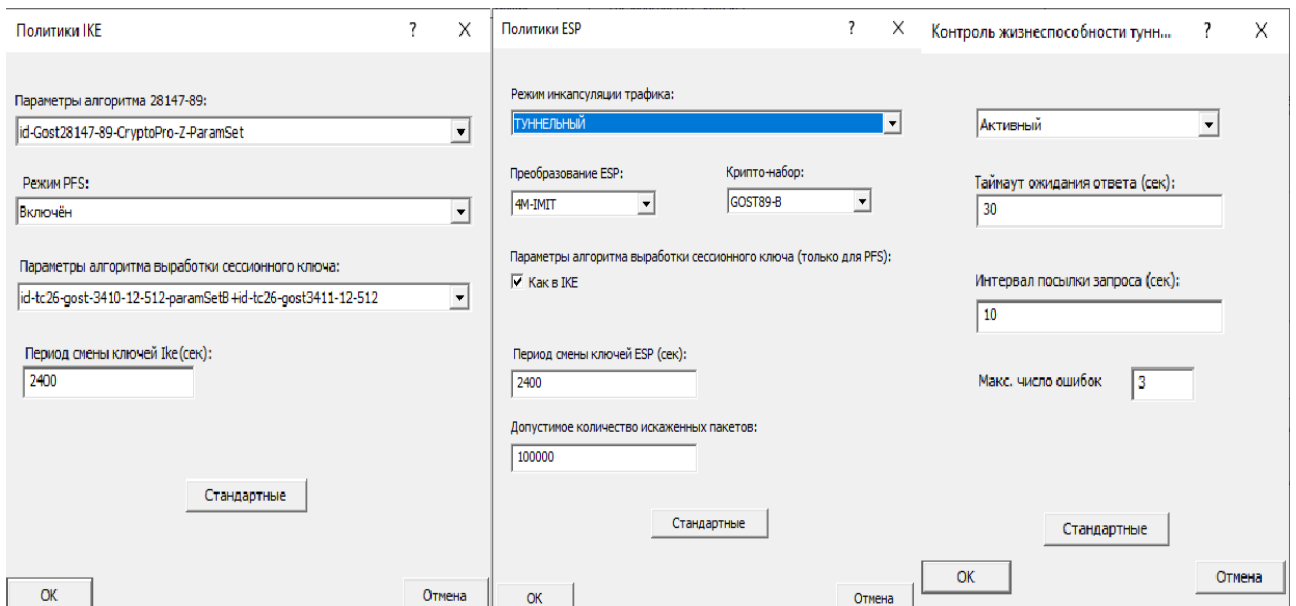 Политики IKE
?
X
Параметры алгоритма 28147-89:
id-Gost28147-89-CryptoPro-Z-ParamSet
Режим PFS:
Включён
Параметры алгоритма выработки сессионного ключа:
id-tc26-gost-3410-12-512-paramSetB+id-tc26-gost3411-12-512
Период смены ключей Ike(сек):
2400
Стандартные
ОК
Отмена
Политики ESP
?
X
Режим инкапсуляции трафика:
ТУННЕЛЬНЫЙ
Преобразование ESP:
Крипто-набор:
4M-IMIT
GOST89-B
Параметры алгоритма выработки сессионного ключа (только для PFS):
Как в IKE
Период смены ключей ESP (сек):
2400
Допустимое количество искаженных пакетов:
100000
Стандартные
ОК
Отмена
Контроль жизнеспособности тунн...
?
X
Активный
Таймаут ожидания ответа (сек):
30
Интервал посылки запроса (сек):
10
Макс. число ошибок
3
Стандартные
ОК
Отмена